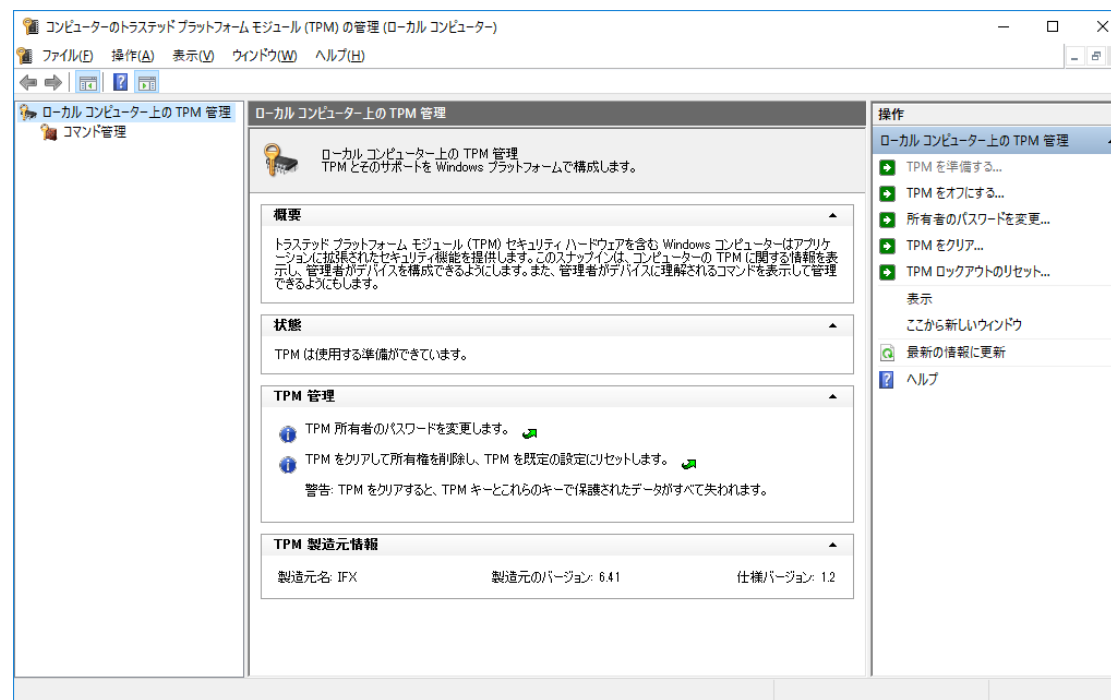 コンピューターのトラステッド プラットフォーム モジュール (TPM) の管理 (ローカル コンピューター)
ファイル(F) 操作(A) 表示(V) ウィンドウ(W) ヘルプ(H)
ローカル コンピューター上の TPM 管理
コマンド管理
ローカル コンピューター上の TPM 管理
ローカル コンピューター上の TPM 管理
TPM とそのサポートを Windows プラットフォームで構成します。
概要
トラステッド プラットフォーム モジュール (TPM) セキュリティ ハードウェアを含む Windows コンピューターはアプリケ
ーションに拡張されたセキュリティ機能を提供します。このスナップインは、コンピューターの TPM に関する情報を表
示し、管理者がデバイスを構成できるようにします。また、管理者がデバイスに理解されるコマンドを表示して管理
できるようにもします。
状態
TPM は使用する準備ができています。
TPM 管理
TPM 所有者のパスワードを変更します。
TPM をクリアして所有権を削除し、TPM を既定の設定にリセットします。
警告: TPM をクリアすると、TPM キーとこれらのキーで保護されたデータがすべて失われます。
TPM 製造元情報
製造元名: IFX 製造元のバージョン: 6.41 仕様バージョン: 1.2
操作
ローカル コンピューター上の TPM 管理
TPM を準備する...
TPM をオフにする...
所有者のパスワードを変更...
TPM をクリア...
TPM ロックアウトのリセット...
表示
ここから新しいウィンドウ
最新の情報に更新
ヘルプ